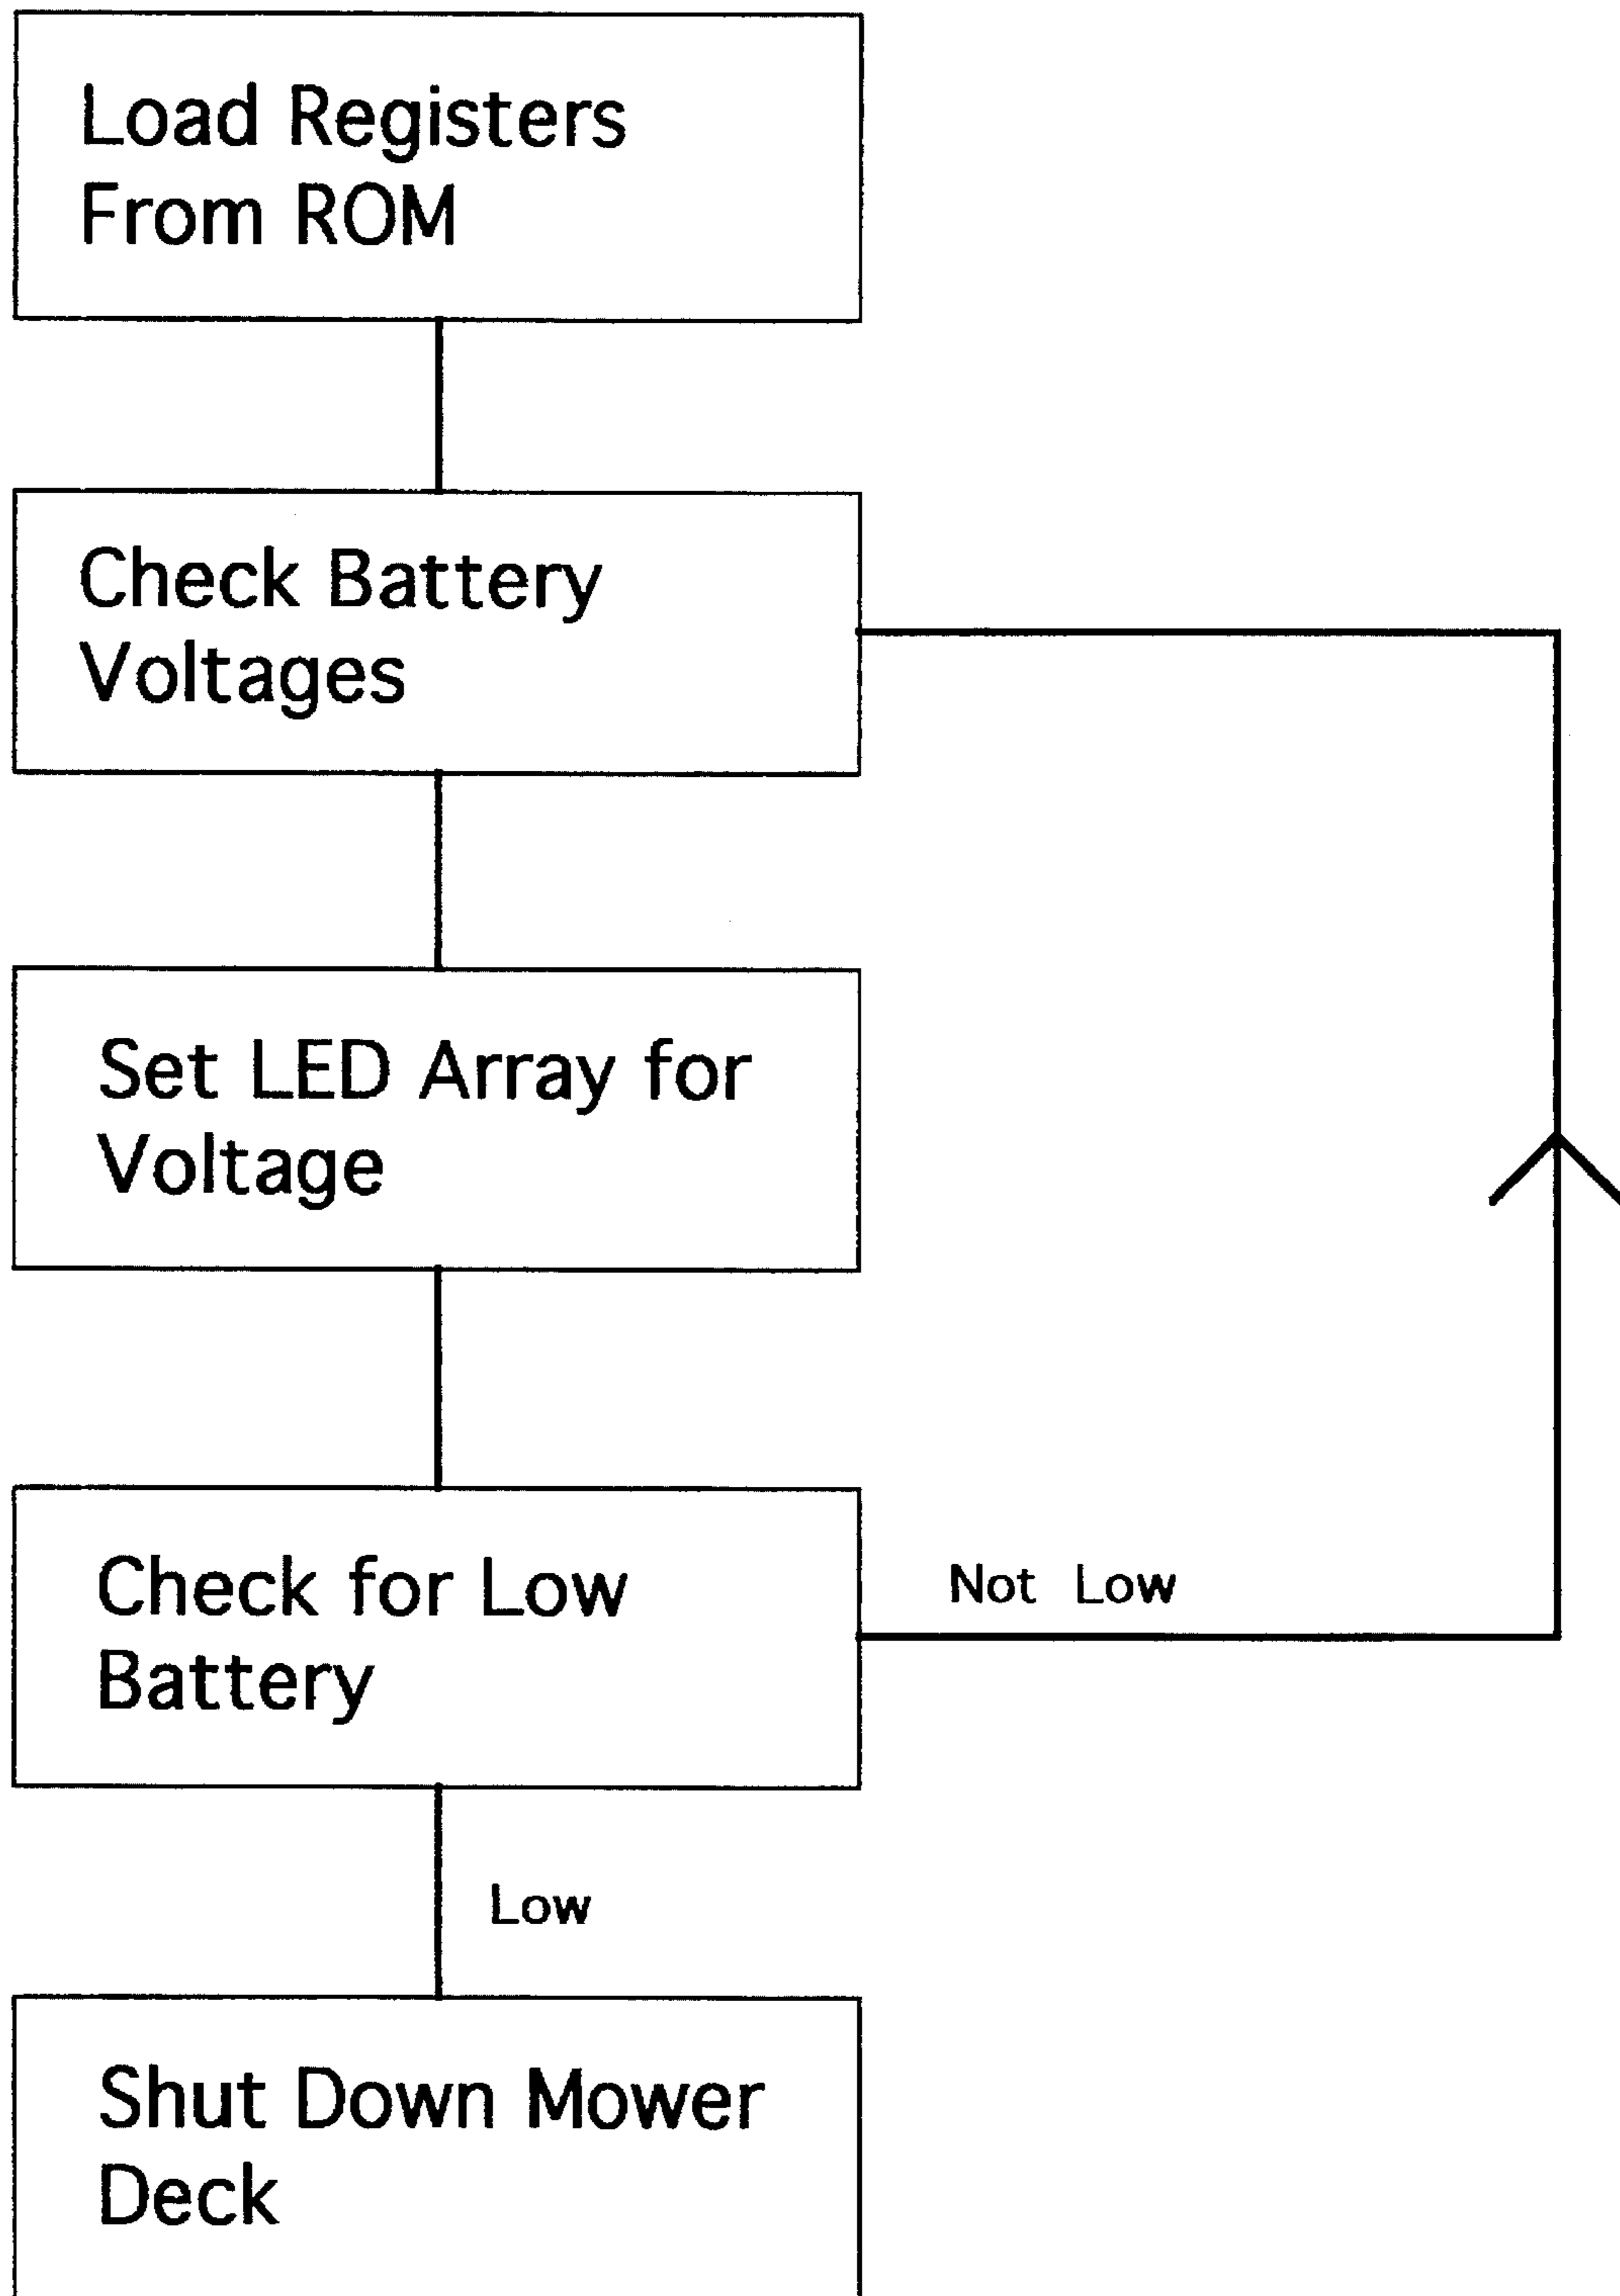 Load Registers
From ROM
Check Battery
Voltages
Set LED Array for
Voltage
Check for Low
Battery
Not Low
Low
Shut Down Mower
Deck